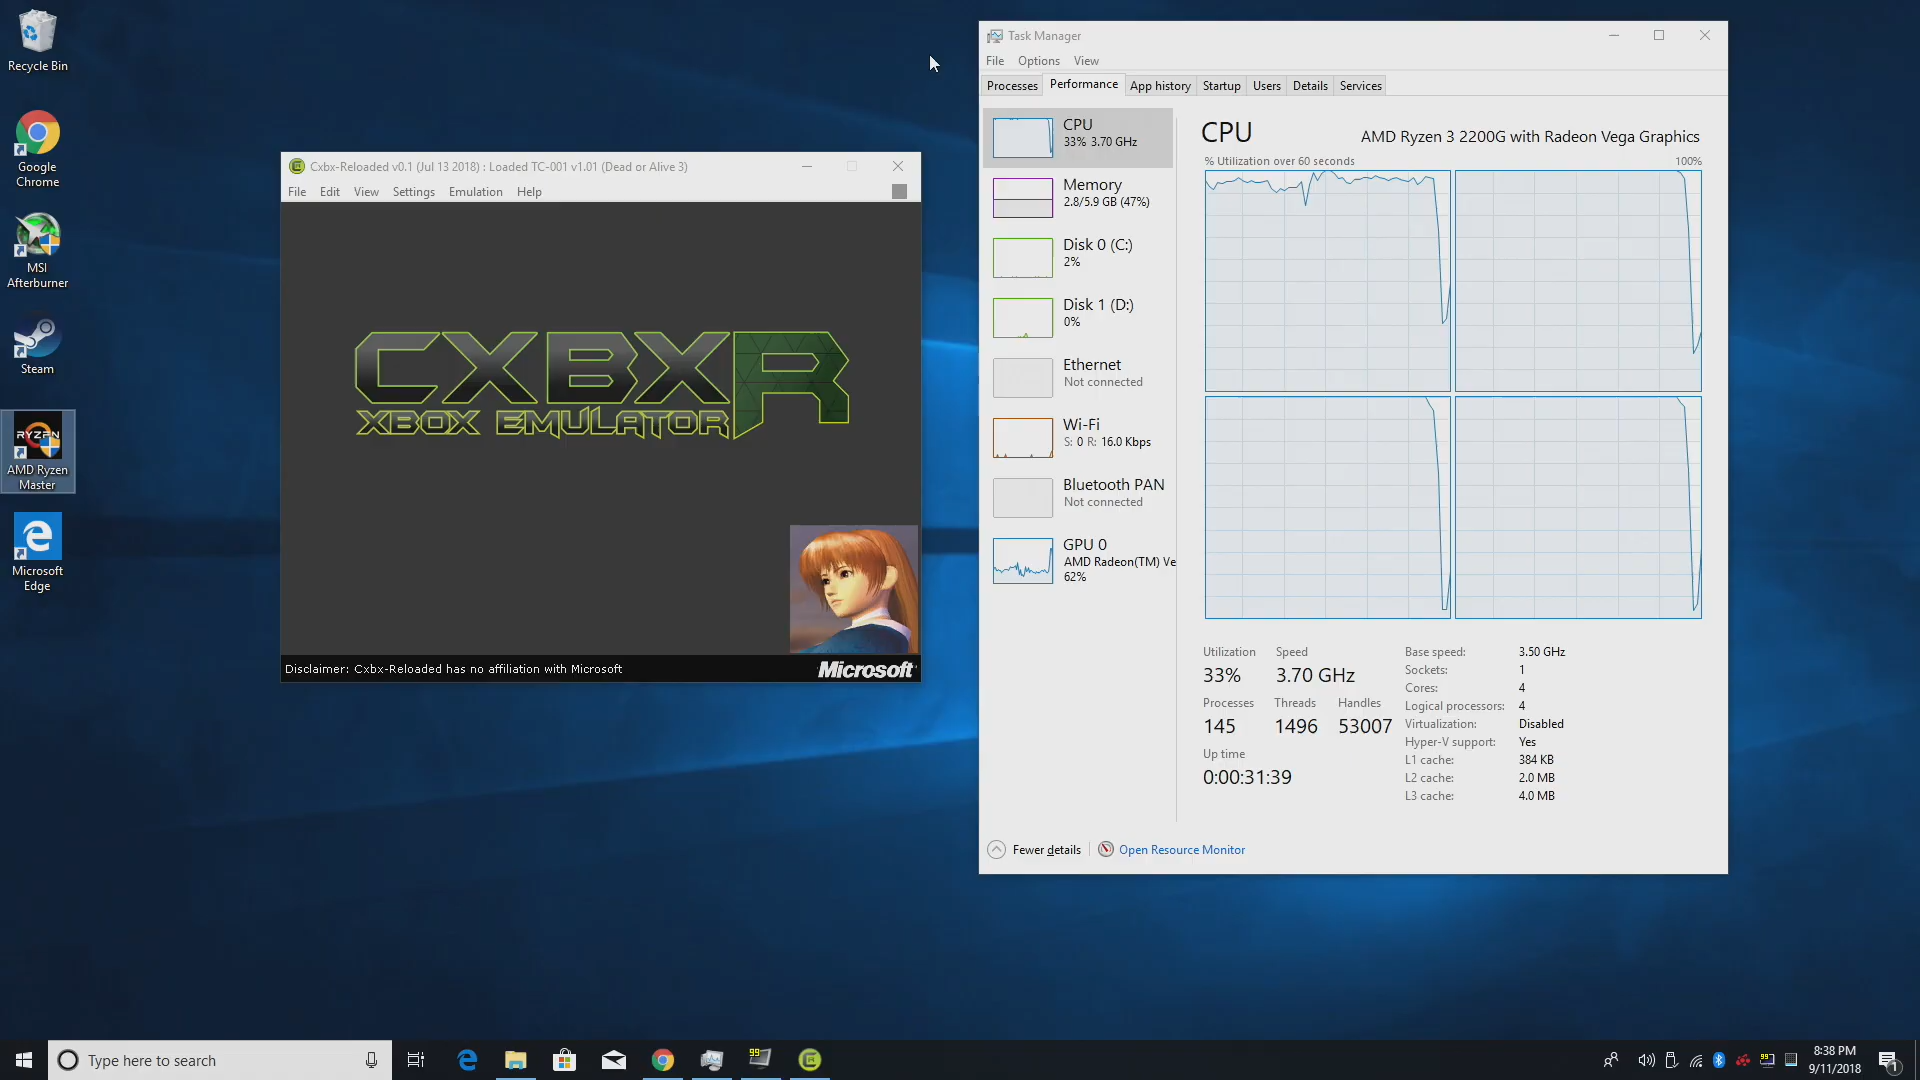 Recycle Bin
Google
Chrome
MSI
Afterburner
Steam
RYZEN
AMD Ryzen
Master
Microsoft
Edge
Cxbx-Reloaded v0.1 (Jul 13 2018) : Loaded TC-001 v1.01 (Dead or Alive 3)
File Edit View Settings Emulation Help
CXBXR
XBOX EMULATOR
Disclaimer: Cxbx-Reloaded has no affiliation with Microsoft
Microsoft
Task Manager
File Options View
Processes Performance App history Startup Users Details Services
CPU
33% 3.70 GHz
Memory
2.8/5.9 GB (47%)
Disk 0 (C:)
2%
Disk 1 (D:)
0%
Ethernet
Not connected
Wi-Fi
S: 0 R: 16.0 Kbps
Bluetooth PAN
Not connected
GPU 0
AMD Radeon(TM) Ve
62%
CPU AMD Ryzen 3 2200G with Radeon Vega Graphics
% Utilization over 60 seconds 100%
Utilization Speed
33% 3.70 GHz
Processes Threads Handles
145 1496 53007
Up time
0:00:31:39
Base speed: 3.50 GHz
Sockets: 1
Cores: 4
Logical processors: 4
Virtualization: Disabled
Hyper-V support: Yes
L1 cache: 384 KB
L2 cache: 2.0 MB
L3 cache: 4.0 MB
Fewer details Open Resource Monitor
Type here to search
99
99
8:38 PM
9/11/2018
1